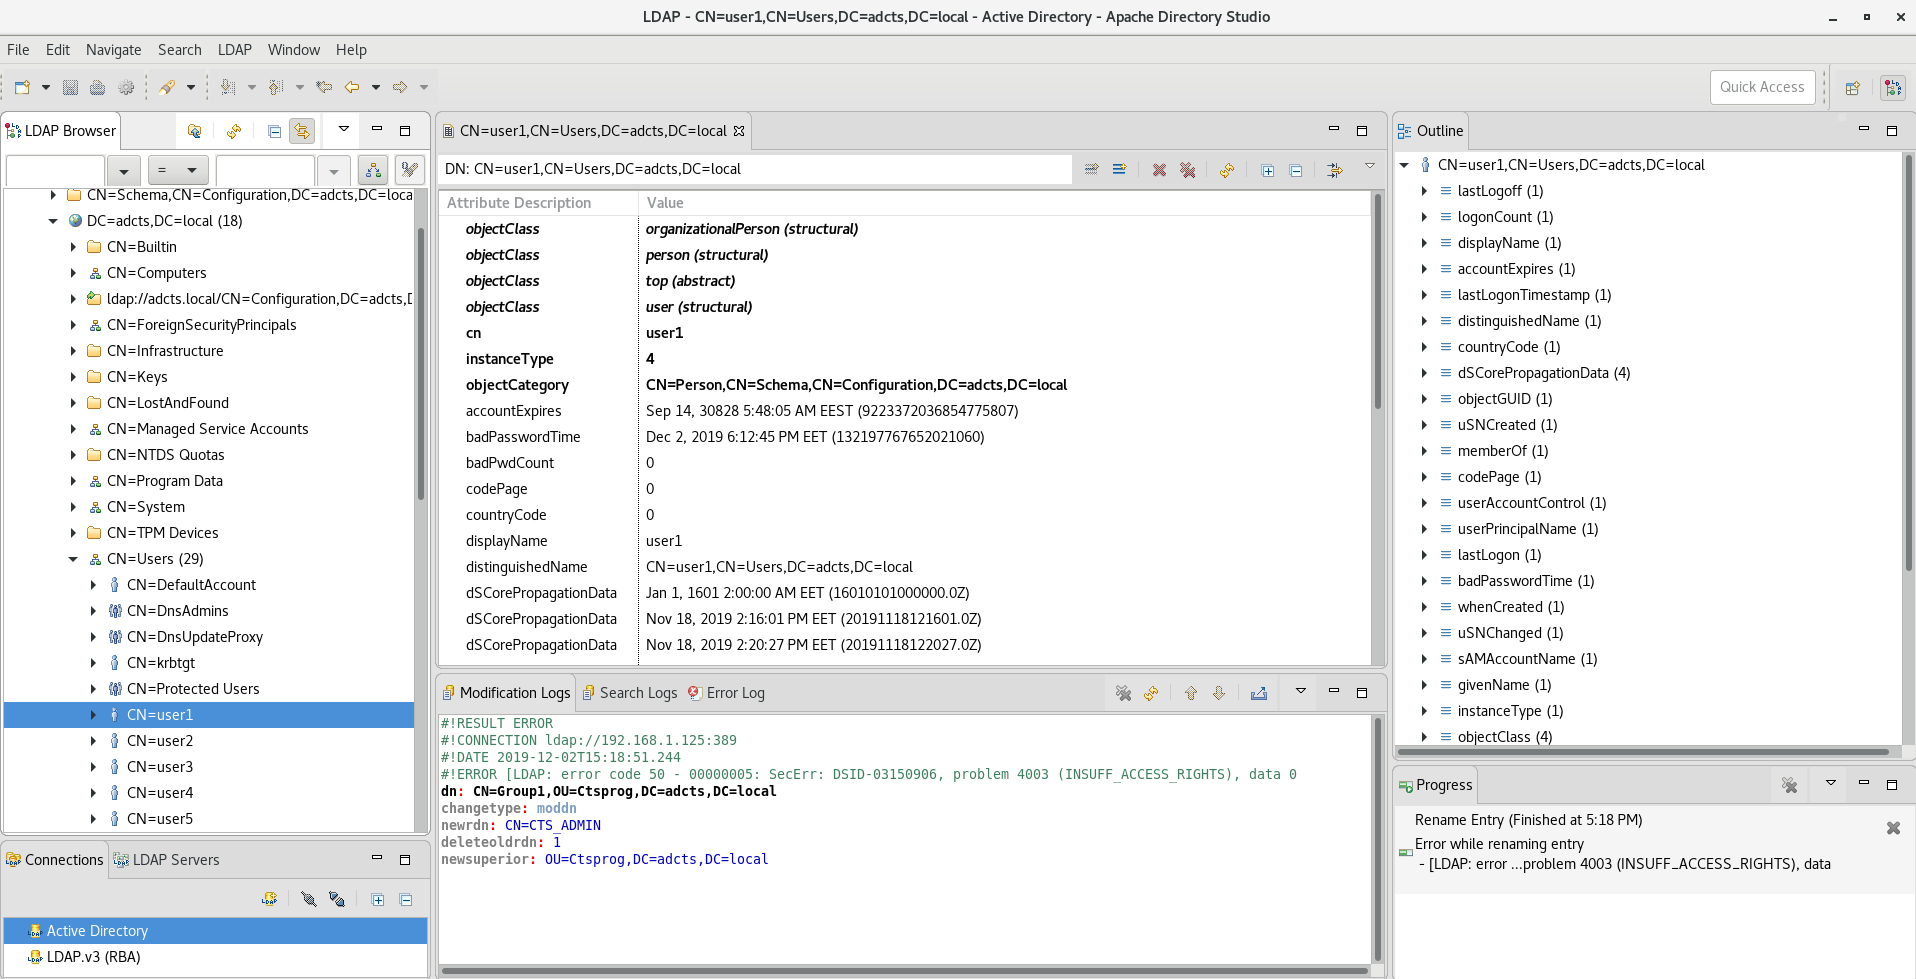 LDAP - CN=user1,CN=Users,DC=adcts,DC=local - Active Directory - Apache Directory Studio
File Edit Navigate Search LDAP Window Help
Quick Access
LDAP Browser
=
CN=Schema,CN=Configuration,DC=adcts,DC=loca
DC=adcts,DC=local (18)
CN=Builtin
CN=Computers
ldap://adcts.local/CN=Configuration,DC=adcts,D
CN=ForeignSecurityPrincipals
CN=Infrastructure
CN=Keys
CN=LostAndFound
CN=Managed Service Accounts
CN=NTDS Quotas
CN=Program Data
CN=System
CN=TPM Devices
CN=Users (29)
CN=DefaultAccount
CN=DnsAdmins
CN=DnsUpdateProxy
CN=krbtgt
CN=Protected Users
CN=user1
CN=user2
CN=user3
CN=user4
CN=user5
Connections LDAP Servers
Active Directory
LDAP.v3 (RBA)
CN=user1,CN=Users,DC=adcts,DC=local
DN: CN=user1,CN=Users,DC=adcts,DC=local
Attribute Description Value
objectClass organizationalPerson (structural)
objectClass person (structural)
objectClass top (abstract)
objectClass user (structural)
cn user1
instanceType 4
objectCategory CN=Person,CN=Schema,CN=Configuration,DC=adcts,DC=local
accountExpires Sep 14, 30828 5:48:05 AM EEST (9223372036854775807)
badPasswordTime Dec 2, 2019 6:12:45 PM EET (132197767652021060)
badPwdCount 0
codePage 0
countryCode 0
displayName user1
distinguishedName CN=user1,CN=Users,DC=adcts,DC=local
dSCorePropagationData Jan 1, 1601 2:00:00 AM EET (16010101000000.0Z)
dSCorePropagationData Nov 18, 2019 2:16:01 PM EET (20191118121601.0Z)
dSCorePropagationData Nov 18, 2019 2:20:27 PM EET (20191118122027.0Z)
Modification Logs Search Logs Error Log
#!RESULT ERROR
#!CONNECTION ldap://192.168.1.125:389
#!DATE 2019-12-02T15:18:51.244
#!ERROR [LDAP: error code 50 - 00000005: SecErr: DSID-03150906, problem 4003 (INSUFF_ACCESS_RIGHTS), data 0
dn: CN=Group1,OU=Ctsprog,DC=adcts,DC=local
changetype: moddn
newrdn: CN=CTS_ADMIN
deleteoldrdn: 1
newsuperior: OU=Ctsprog,DC=adcts,DC=local
Outline
CN=user1,CN=Users,DC=adcts,DC=local
lastLogoff (1)
logonCount (1)
displayName (1)
accountExpires (1)
lastLogonTimestamp (1)
distinguishedName (1)
countryCode (1)
dSCorePropagationData (4)
objectGUID (1)
uSNCreated (1)
memberOf (1)
codePage (1)
userAccountControl (1)
userPrincipalName (1)
lastLogon (1)
badPasswordTime (1)
whenCreated (1)
uSNChanged (1)
sAMAccountName (1)
givenName (1)
instanceType (1)
objectClass (4)
Progress
Rename Entry (Finished at 5:18 PM)
Error while renaming entry
- [LDAP: error ...problem 4003 (INSUFF_ACCESS_RIGHTS), data